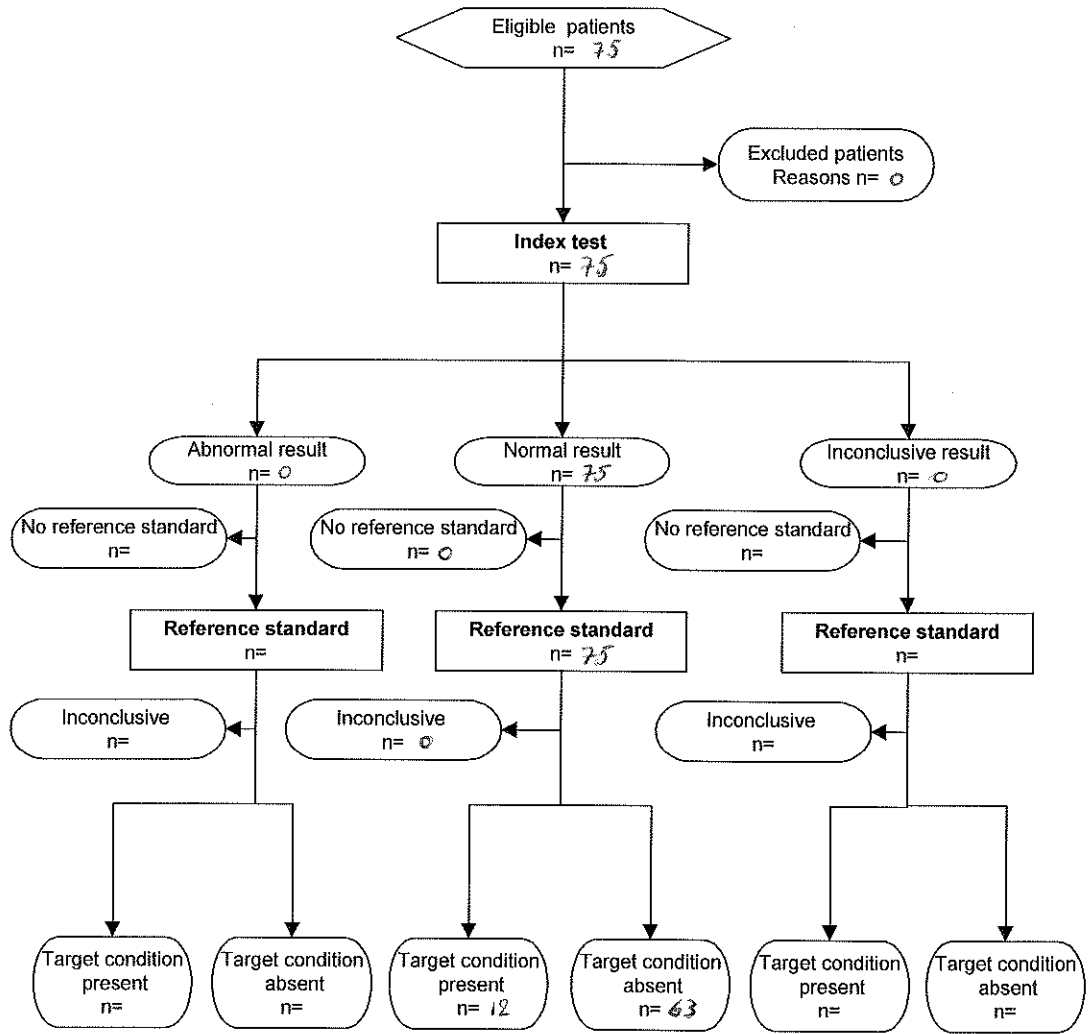 Eligible patients
n= 75
Excluded patients
Reasons n= 0
Index test
n= 75
Abnormal result
n= 0
Normal result
n= 75
Inconclusive result
n= 0
No reference standard
n=
No reference standard
n= 0
No reference standard
n=
Reference standard
n=
Reference standard
n= 75
Reference standard
n=
Inconclusive
n=
Inconclusive
n= 0
Inconclusive
n=
Target condition
present
n=
Target condition
absent
n=
Target condition
present
n= 12
Target condition
absent
n= 63
Target condition
present
n=
Target condition
absent
n=